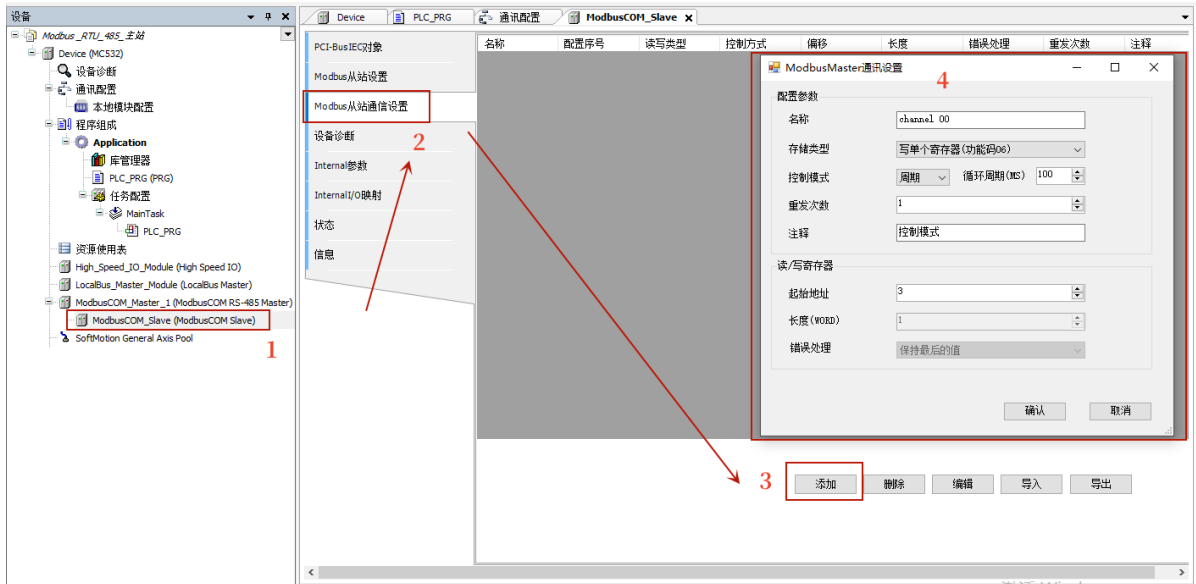 设备
Modbus_RTU_485_主站
Device (MC532)
设备诊断
通讯配置
本地模块配置
程序组成
Application
库管理器
PLC_PRG (PRG)
任务配置
MainTask
PLC_PRG
资源使用表
High_Speed_IO_Module (High Speed IO)
LocalBus_Master_Module (LocalBus Master)
ModbusCOM_Master_1 (ModbusCOM RS-485 Master)
ModbusCOM_Slave (ModbusCOM Slave)
1
SoftMotion General Axis Pool
Device PLC_PRG 通讯配置 ModbusCOM_Slave
PCI-BusIEC对象
Modbus从站设置
Modbus从站通信设置
2
设备诊断
Internal参数
InternalI/O映射
状态
信息
名称 配置序号 读写类型 控制方式 偏移 长度 错误处理 重发次数 注释
ModbusMaster通讯设置
4
配置参数
名称 channel 00
存储类型 写单个寄存器(功能码06)
控制模式 周期 循环周期(MS) 100
重发次数 1
注释 控制模式
读/写寄存器
起始地址 3
长度(WORD) 1
错误处理 保持最后的值
确认 取消
3
添加 删除 编辑 导入 导出